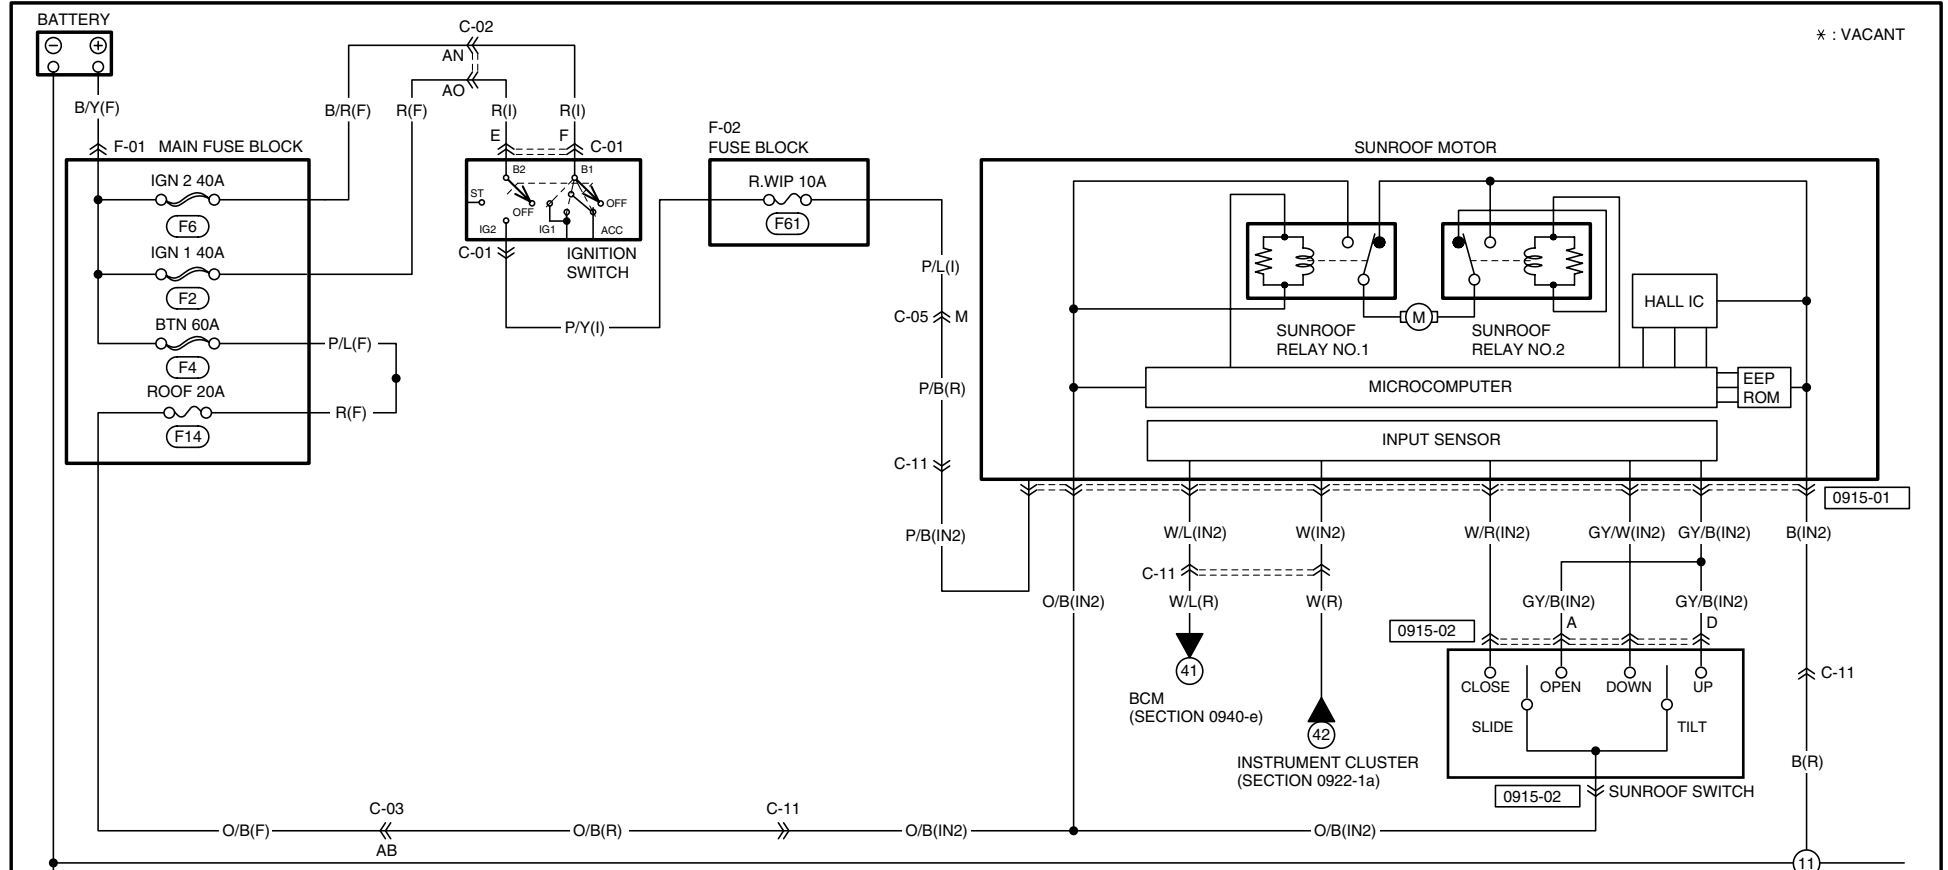 BATTERY
C-02
∗ : VACANT
AN
AO
B/Y(F)
B/R(F)
R(F)
R(I)
R(I)
E
F
C-01
F-01 MAIN FUSE BLOCK
F-02
FUSE BLOCK
SUNROOF MOTOR
IGN 2 40A
F6
B2
B1
ST
OFF
OFF
IG2
IG1
ACC
R.WIP 10A
F61
IGN 1 40A
F2
C-01
IGNITION
SWITCH
P/L(I)
HALL IC
BTN 60A
F4
P/L(F)
P/Y(I)
C-05
M
M
SUNROOF
RELAY NO.1
SUNROOF
RELAY NO.2
ROOF 20A
F14
R(F)
P/B(R)
MICROCOMPUTER
EEP
ROM
INPUT SENSOR
C-11
0915-01
P/B(IN2)
W/L(IN2)
W(IN2)
W/R(IN2)
GY/W(IN2)
GY/B(IN2)
B(IN2)
C-11
O/B(IN2)
W/L(R)
W(R)
GY/B(IN2)
GY/B(IN2)
0915-02
A
D
41
CLOSE
OPEN
DOWN
UP
C-11
BCM
(SECTION 0940-e)
42
SLIDE
TILT
INSTRUMENT CLUSTER
(SECTION 0922-1a)
B(R)
0915-02
SUNROOF SWITCH
C-03
C-11
O/B(F)
O/B(R)
O/B(IN2)
O/B(IN2)
AB
11